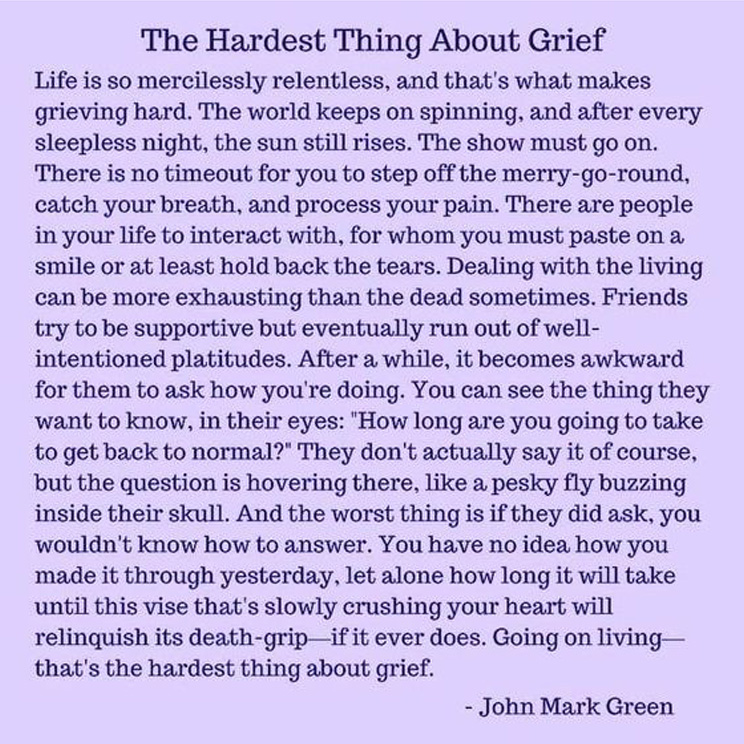 The Hardest Thing About Grief
Life is so mercilessly relentless, and that's what makes
grieving hard. The world keeps on spinning, and after every
sleepless night, the sun still rises. The show must go on.
There is no timeout for you to step off the merry-go-round,
catch your breath, and process your pain. There are people
in your life to interact with, for whom you must paste on a
smile or at least hold back the tears. Dealing with the living
can be more exhausting than the dead sometimes. Friends
try to be supportive but eventually run out of well-
intentioned platitudes. After a while, it becomes awkward
for them to ask how you're doing. You can see the thing they
want to know, in their eyes: "How long are you going to take
to get back to normal?" They don't actually say it of course,
but the question is hovering there, like a pesky fly buzzing
inside their skull. And the worst thing is if they did ask, you
wouldn't know how to answer. You have no idea how you
made it through yesterday, let alone how long it will take
until this vise that's slowly crushing your heart will
relinquish its death-grip—if it ever does. Going on living—
that's the hardest thing about grief.
- John Mark Green